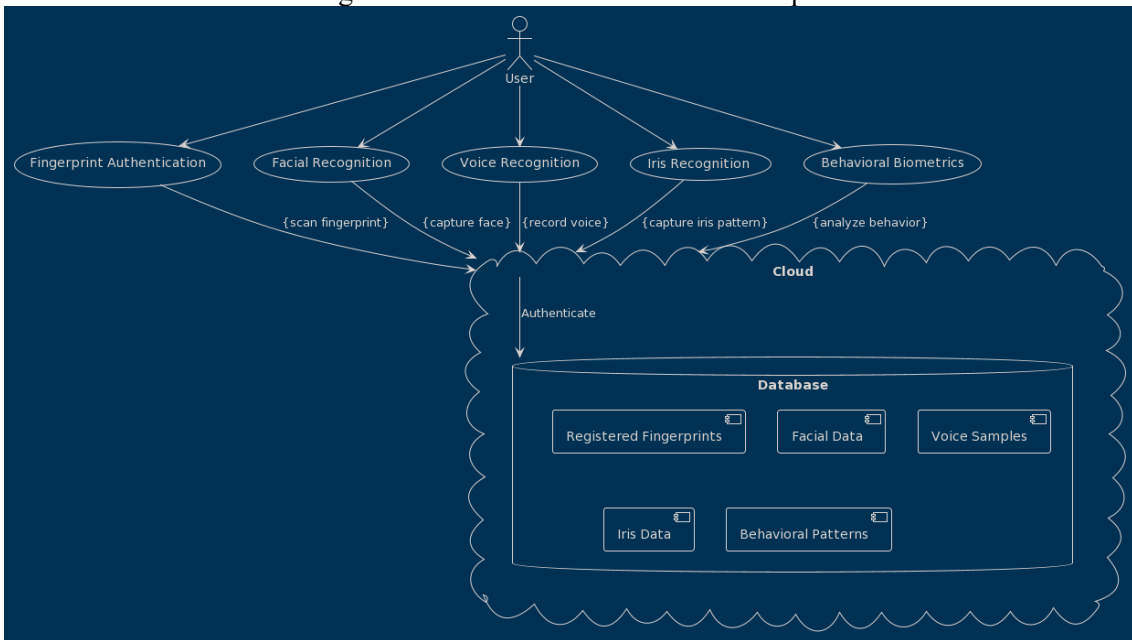 User
Fingerprint Authentication
Facial Recognition
Voice Recognition
Iris Recognition
Behavioral Biometrics
{scan fingerprint}
{capture face}
{record voice}
{capture iris pattern}
{analyze behavior}
Cloud
Authenticate
Database
Registered Fingerprints
Facial Data
Voice Samples
Iris Data
Behavioral Patterns